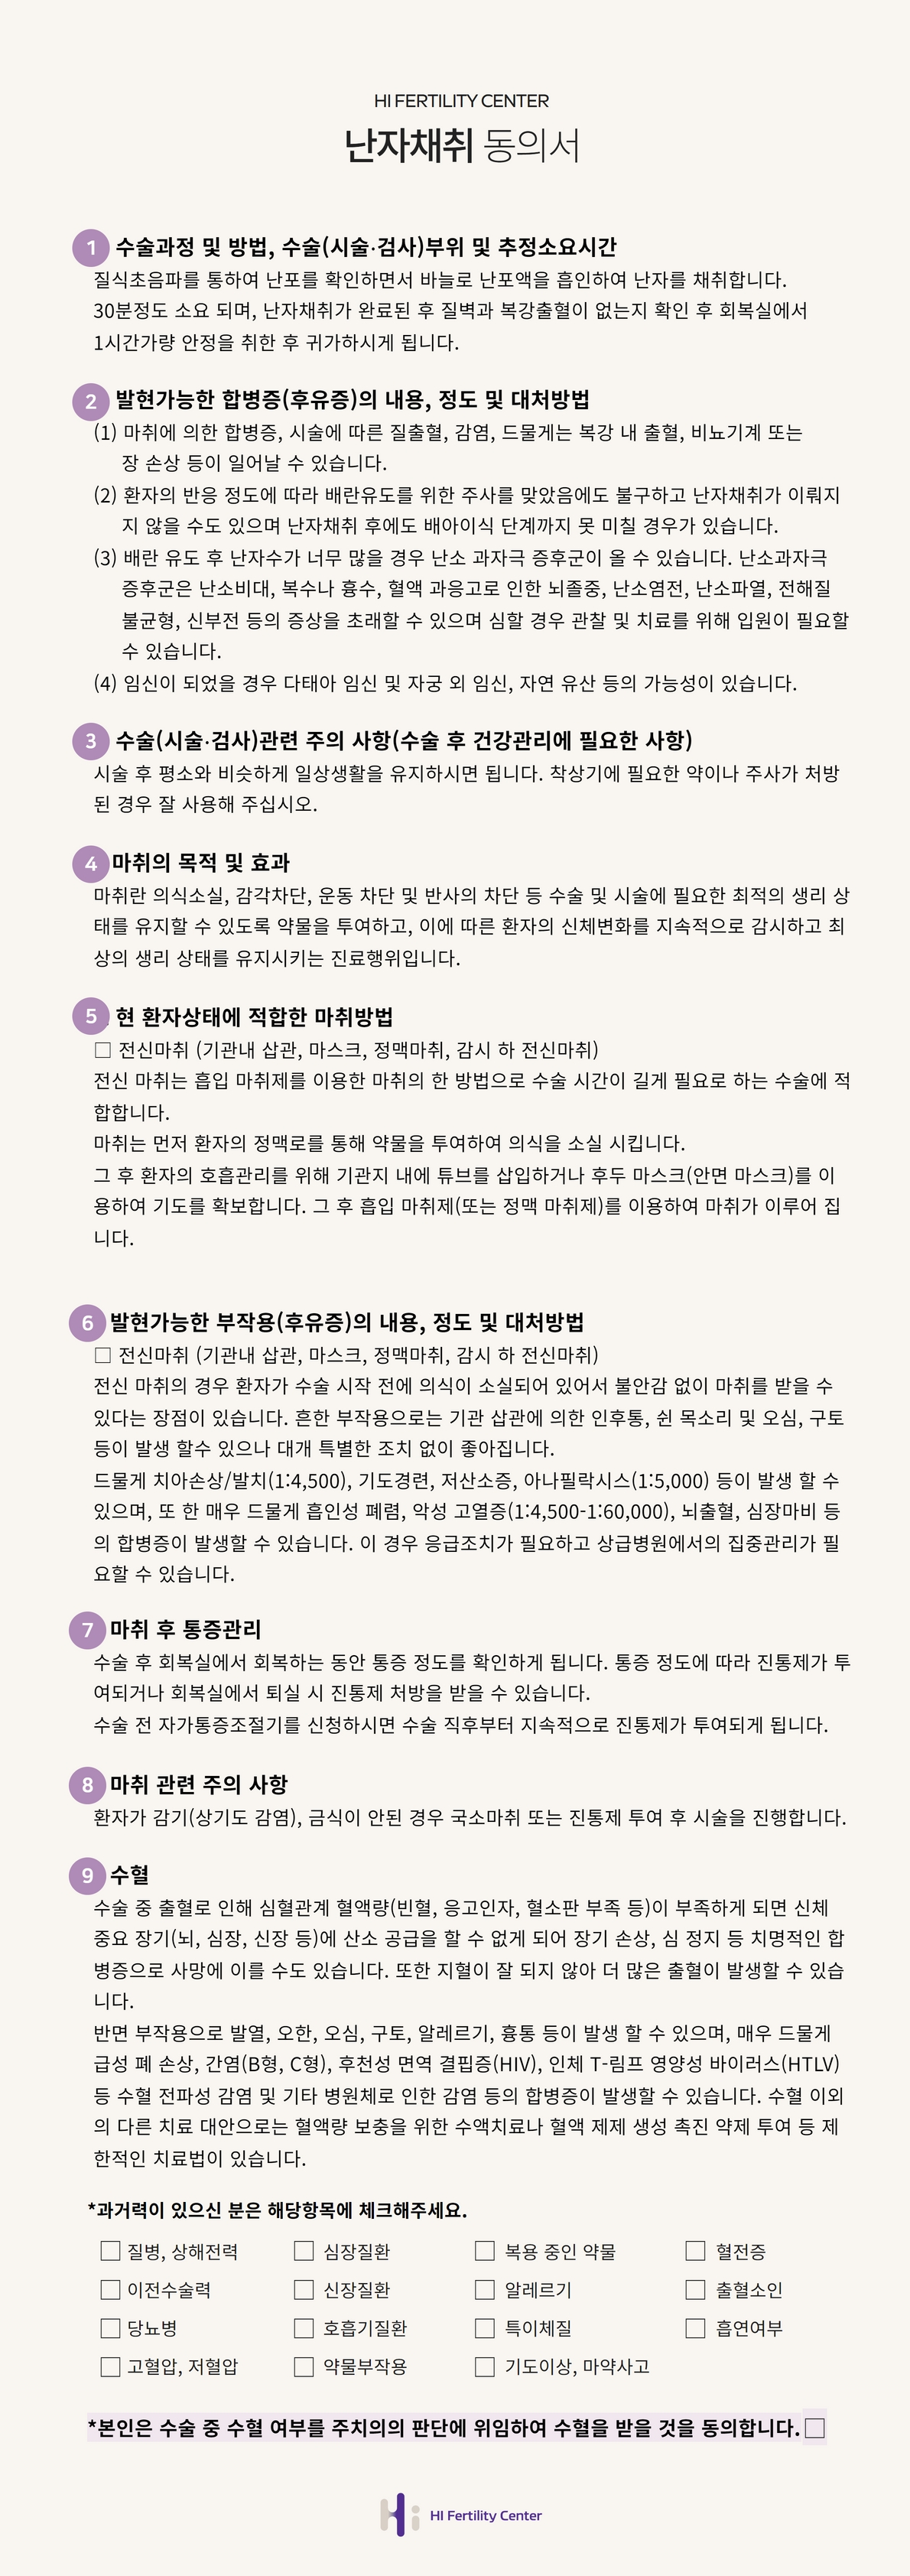 HI FERTILITY CENTER
난자채취 동의서
1 수술과정 및 방법, 수술(시술·검사)부위 및 추정소요시간
질식초음파를 통하여 난포를 확인하면서 바늘로 난포액을 흡인하여 난자를 채취합니다.
30분정도 소요 되며, 난자채취가 완료된 후 질벽과 복강출혈이 없는지 확인 후 회복실에서
1시간가량 안정을 취한 후 귀가하시게 됩니다.
2 발현가능한 합병증(후유증)의 내용, 정도 및 대처방법
(1) 마취에 의한 합병증, 시술에 따른 질출혈, 감염, 드물게는 복강 내 출혈, 비뇨기계 또는
장 손상 등이 일어날 수 있습니다.
(2) 환자의 반응 정도에 따라 배란유도를 위한 주사를 맞았음에도 불구하고 난자채취가 이뤄지
지 않을 수도 있으며 난자채취 후에도 배아이식 단계까지 못 미칠 경우가 있습니다.
(3) 배란 유도 후 난자수가 너무 많을 경우 난소 과자극 증후군이 올 수 있습니다. 난소과자극
증후군은 난소비대, 복수나 흉수, 혈액 과응고로 인한 뇌졸중, 난소염전, 난소파열, 전해질
불균형, 신부전 등의 증상을 초래할 수 있으며 심할 경우 관찰 및 치료를 위해 입원이 필요할
수 있습니다.
(4) 임신이 되었을 경우 다태아 임신 및 자궁 외 임신, 자연 유산 등의 가능성이 있습니다.
3 수술(시술·검사)관련 주의 사항(수술 후 건강관리에 필요한 사항)
시술 후 평소와 비슷하게 일상생활을 유지하시면 됩니다. 착상기에 필요한 약이나 주사가 처방
된 경우 잘 사용해 주십시오.
4 마취의 목적 및 효과
마취란 의식소실, 감각차단, 운동 차단 및 반사의 차단 등 수술 및 시술에 필요한 최적의 생리 상
태를 유지할 수 있도록 약물을 투여하고, 이에 따른 환자의 신체변화를 지속적으로 감시하고 최
상의 생리 상태를 유지시키는 진료행위입니다.
5 현 환자상태에 적합한 마취방법
□ 전신마취 (기관내 삽관, 마스크, 정맥마취, 감시 하 전신마취)
전신 마취는 흡입 마취제를 이용한 마취의 한 방법으로 수술 시간이 길게 필요로 하는 수술에 적
합합니다.
마취는 먼저 환자의 정맥로를 통해 약물을 투여하여 의식을 소실 시킵니다.
그 후 환자의 호흡관리를 위해 기관지 내에 튜브를 삽입하거나 후두 마스크(안면 마스크)를 이
용하여 기도를 확보합니다. 그 후 흡입 마취제(또는 정맥 마취제)를 이용하여 마취가 이루어 집
니다.
6 발현가능한 부작용(후유증)의 내용, 정도 및 대처방법
□ 전신마취 (기관내 삽관, 마스크, 정맥마취, 감시 하 전신마취)
전신 마취의 경우 환자가 수술 시작 전에 의식이 소실되어 있어서 불안감 없이 마취를 받을 수
있다는 장점이 있습니다. 흔한 부작용으로는 기관 삽관에 의한 인후통, 쉰 목소리 및 오심, 구토
등이 발생 할수 있으나 대개 특별한 조치 없이 좋아집니다.
드물게 치아손상/발치(1:4,500), 기도경련, 저산소증, 아나필락시스(1:5,000) 등이 발생 할 수
있으며, 또 한 매우 드물게 흡인성 폐렴, 악성 고열증(1:4,500-1:60,000), 뇌출혈, 심장마비 등
의 합병증이 발생할 수 있습니다. 이 경우 응급조치가 필요하고 상급병원에서의 집중관리가 필
요할 수 있습니다.
7 마취 후 통증관리
수술 후 회복실에서 회복하는 동안 통증 정도를 확인하게 됩니다. 통증 정도에 따라 진통제가 투
여되거나 회복실에서 퇴실 시 진통제 처방을 받을 수 있습니다.
수술 전 자가통증조절기를 신청하시면 수술 직후부터 지속적으로 진통제가 투여되게 됩니다.
8 마취 관련 주의 사항
환자가 감기(상기도 감염), 금식이 안된 경우 국소마취 또는 진통제 투여 후 시술을 진행합니다.
9 수혈
수술 중 출혈로 인해 심혈관계 혈액량(빈혈, 응고인자, 혈소판 부족 등)이 부족하게 되면 신체
중요 장기(뇌, 심장, 신장 등)에 산소 공급을 할 수 없게 되어 장기 손상, 심 정지 등 치명적인 합
병증으로 사망에 이를 수도 있습니다. 또한 지혈이 잘 되지 않아 더 많은 출혈이 발생할 수 있습
니다.
반면 부작용으로 발열, 오한, 오심, 구토, 알레르기, 흉통 등이 발생 할 수 있으며, 매우 드물게
급성 폐 손상, 간염(B형, C형), 후천성 면역 결핍증(HIV), 인체 T-림프 영양성 바이러스(HTLV)
등 수혈 전파성 감염 및 기타 병원체로 인한 감염 등의 합병증이 발생할 수 있습니다. 수혈 이외
의 다른 치료 대안으로는 혈액량 보충을 위한 수액치료나 혈액 제제 생성 촉진 약제 투여 등 제
한적인 치료법이 있습니다.
*과거력이 있으신 분은 해당항목에 체크해주세요.
□ 질병, 상해전력 □ 심장질환 □ 복용 중인 약물 □ 혈전증
□ 이전수술력 □ 신장질환 □ 알레르기 □ 출혈소인
□ 당뇨병 □ 호흡기질환 □ 특이체질 □ 흡연여부
□ 고혈압, 저혈압 □ 약물부작용 □ 기도이상, 마약사고
*본인은 수술 중 수혈 여부를 주치의의 판단에 위임하여 수혈을 받을 것을 동의합니다. □
Hi HI Fertility Center